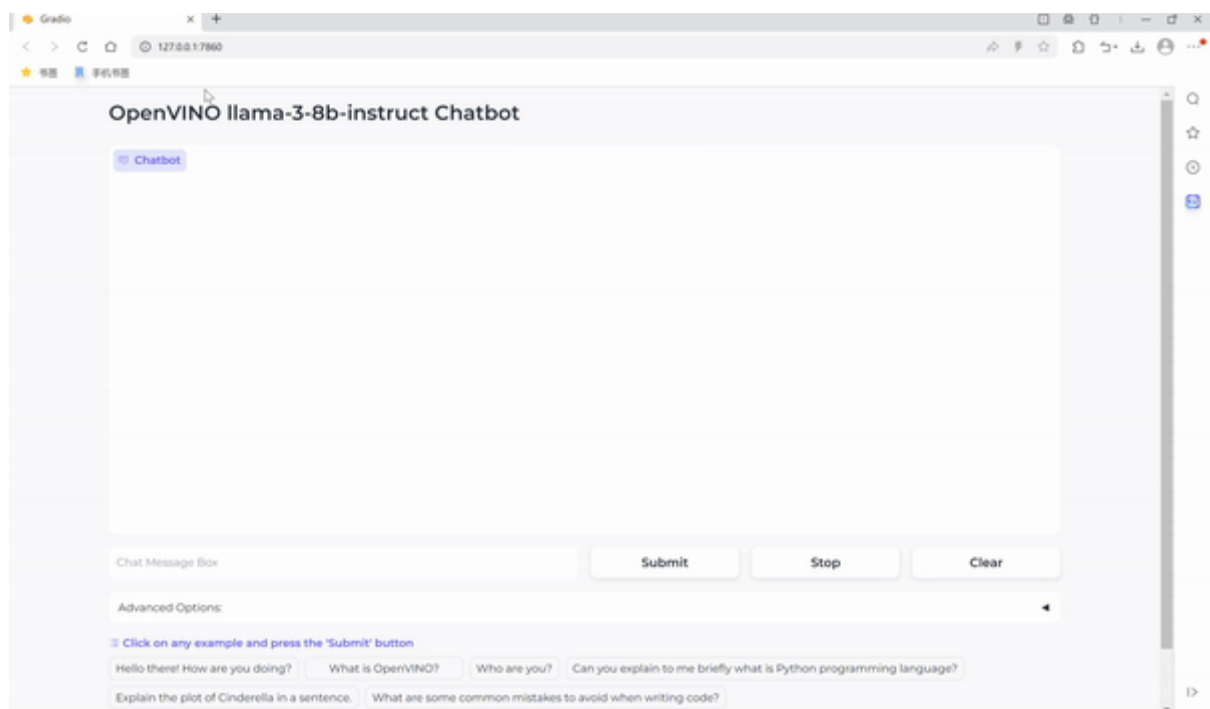 Gradio
127.0.0.1:7860
书签 手机书签
OpenVINO llama-3-8b-instruct Chatbot
Chatbot
Chat Message Box Submit Stop Clear
Advanced Options:
Click on any example and press the 'Submit' button
Hello there! How are you doing? What is OpenVINO? Who are you? Can you explain to me briefly what is Python programming language?
Explain the plot of Cinderella in a sentence. What are some common mistakes to avoid when writing code?